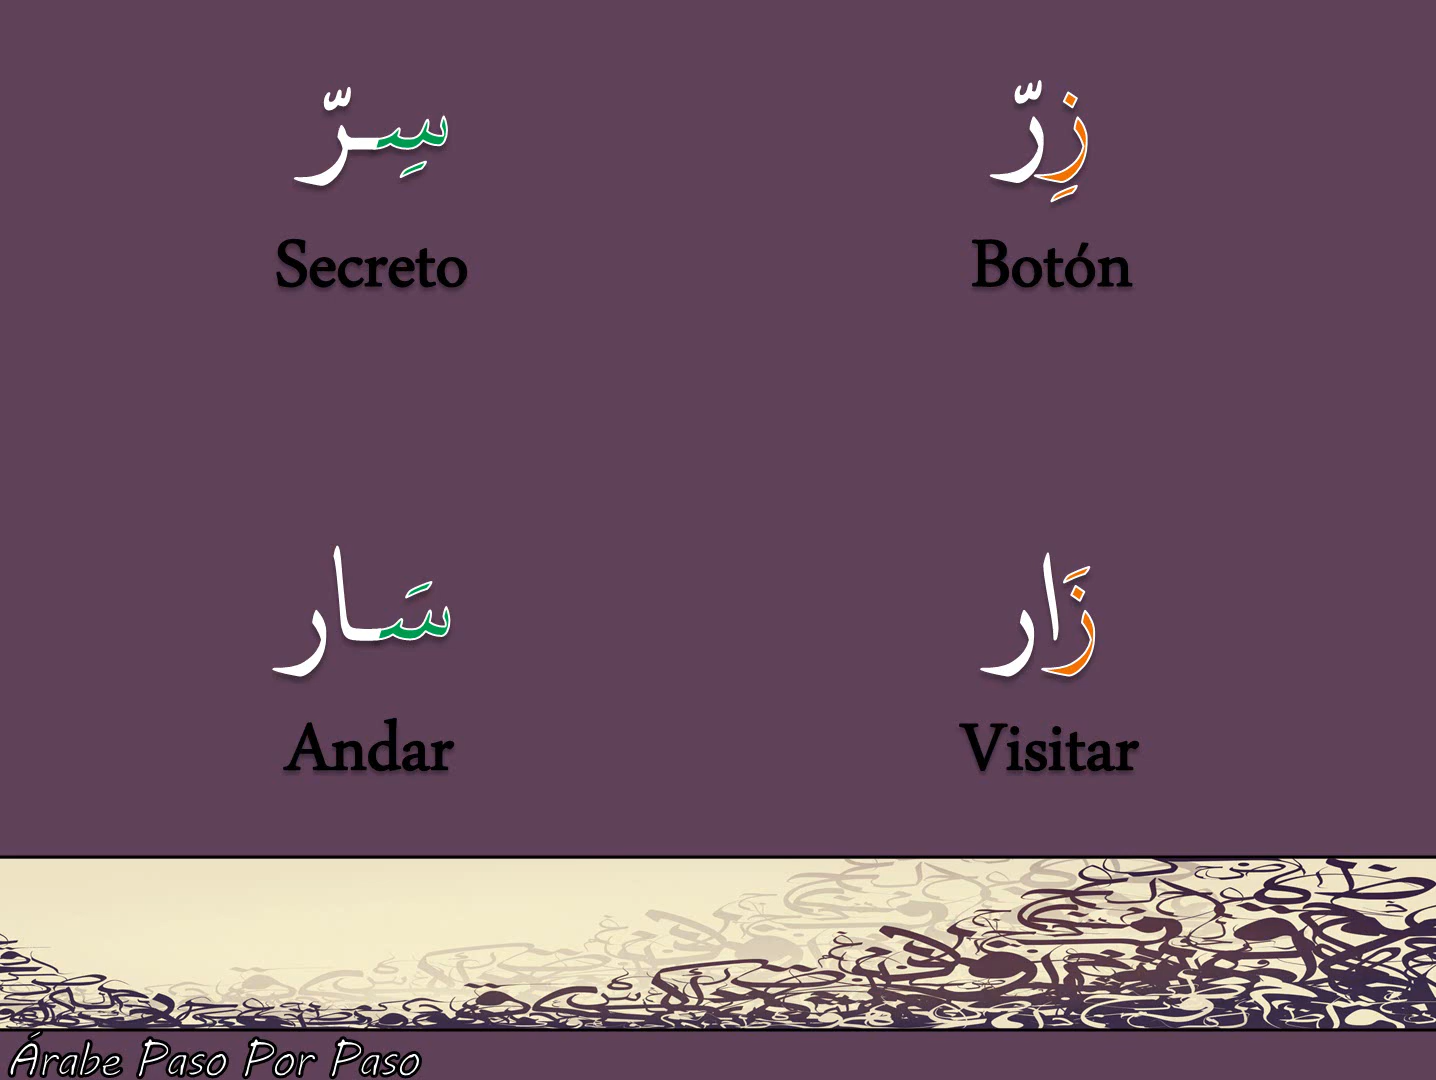 سِرّ
زِرّ
Secreto
Botón
سَار
زَار
Andar
Visitar
Árabe Paso Por Paso